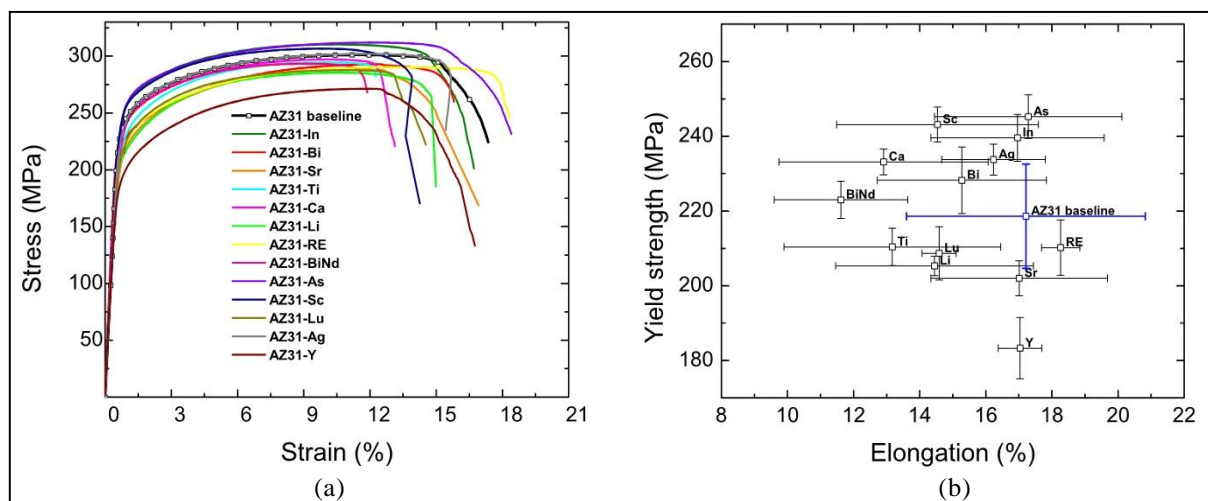 300
250
200
150
100
50
Stress (MPa)
AZ31 baseline
AZ31-In
AZ31-Bi
AZ31-Sr
AZ31-Ti
AZ31-Ca
AZ31-Li
AZ31-RE
AZ31-BiNd
AZ31-As
AZ31-Sc
AZ31-Lu
AZ31-Ag
AZ31-Y
0 3 6 9 12 15 18 21
Strain (%)
(a)
260
240
220
200
180
Yield strength (MPa)
As
Sc
In
Ag
Ca
Bi
BiNd
AZ31 baseline
Ti
Lu
RE
Li
Sr
Y
8 10 12 14 16 18 20 22
Elongation (%)
(b)